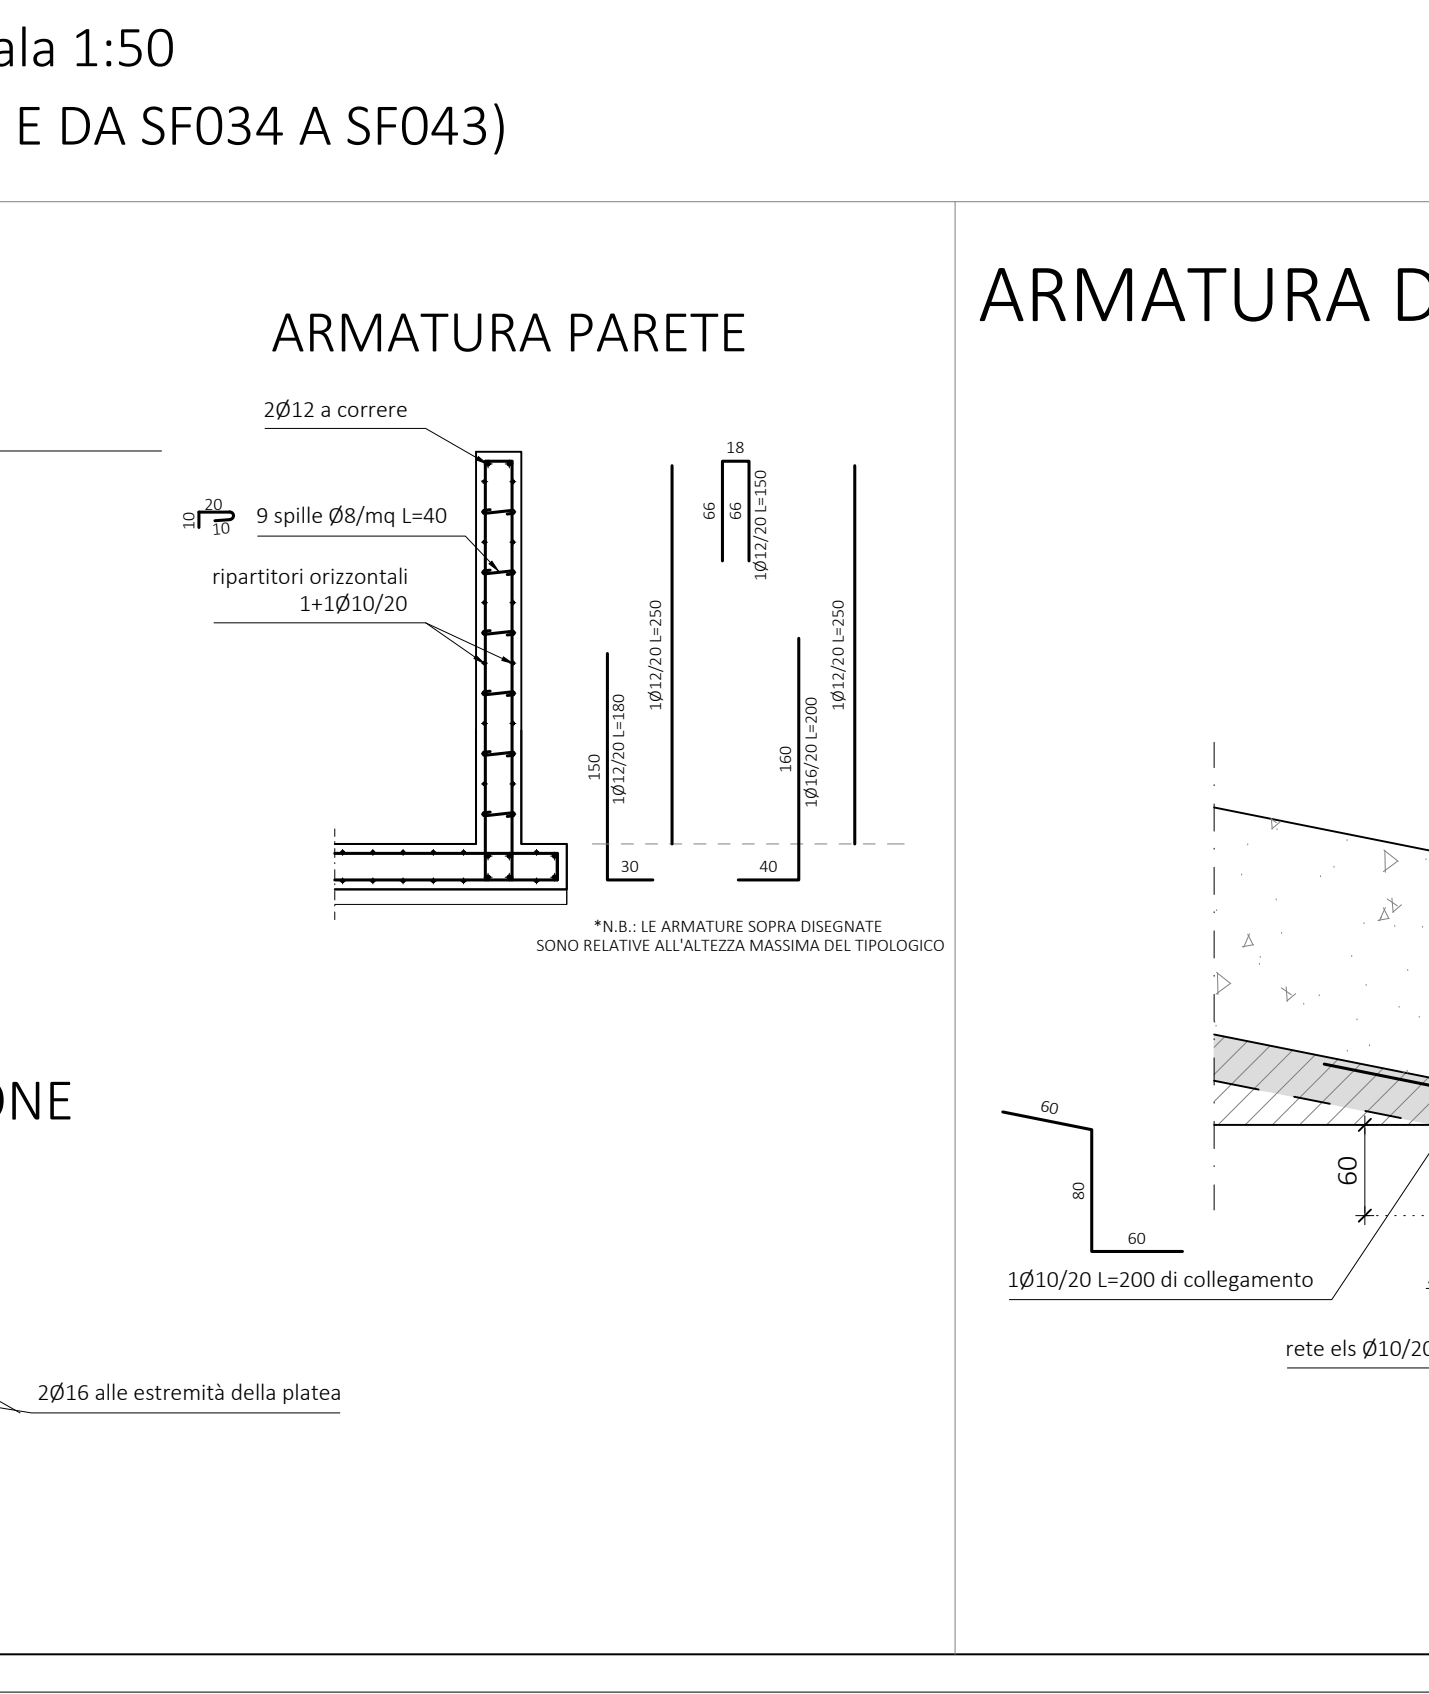 ala 1:50
E DA SF034 A SF043)
ARMATURA PARETE
2Ø12 a correre
20
10
10
9 spille Ø8/mq L=40
ripartitori orizzontali
1+1Ø10/20
18
66
66
1Ø12/20 L=150
1Ø12/20 L=250
1Ø12/20 L=250
150
1Ø12/20 L=180
160
1Ø16/20 L=200
30
40
*N.B.: LE ARMATURE SOPRA DISEGNATE
SONO RELATIVE ALL'ALTEZZA MASSIMA DEL TIPOLOGICO
ONE
2Ø16 alle estremità della platea
ARMATURA D
60
80
60
60
1Ø10/20 L=200 di collegamento
rete els Ø10/20